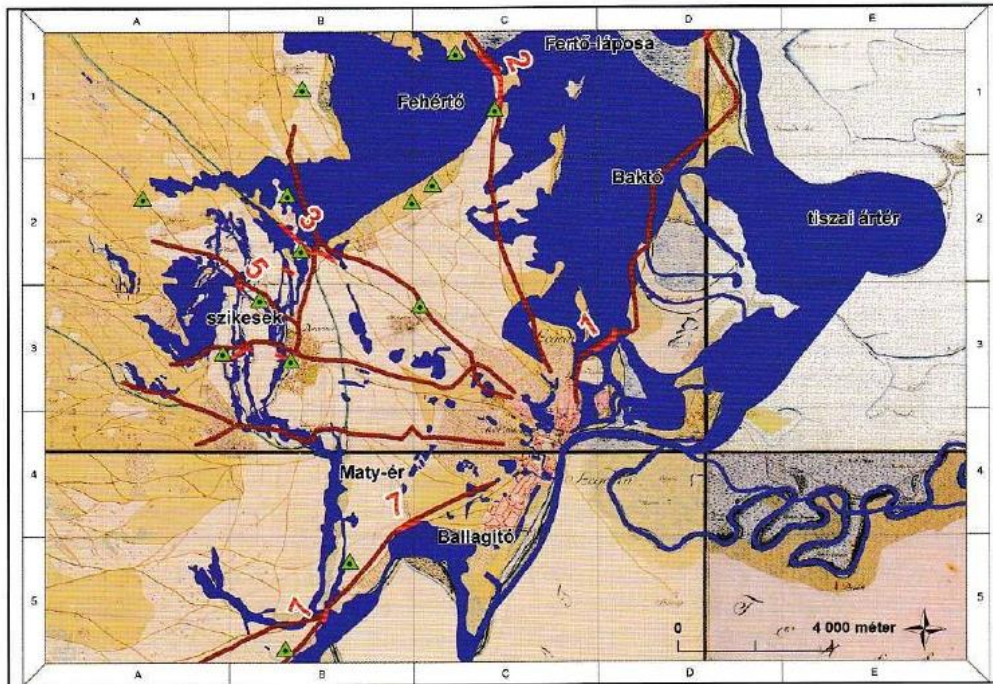 A B C D E
1 1
2 2
3 3
4 4
5 5
A B C D E
Fertő-láposa
2
Fehértó
Baktó
tiszai ártér
3
5
szikesek
1
Maty-ér
7
Ballagitó
7
0 4 000 méter